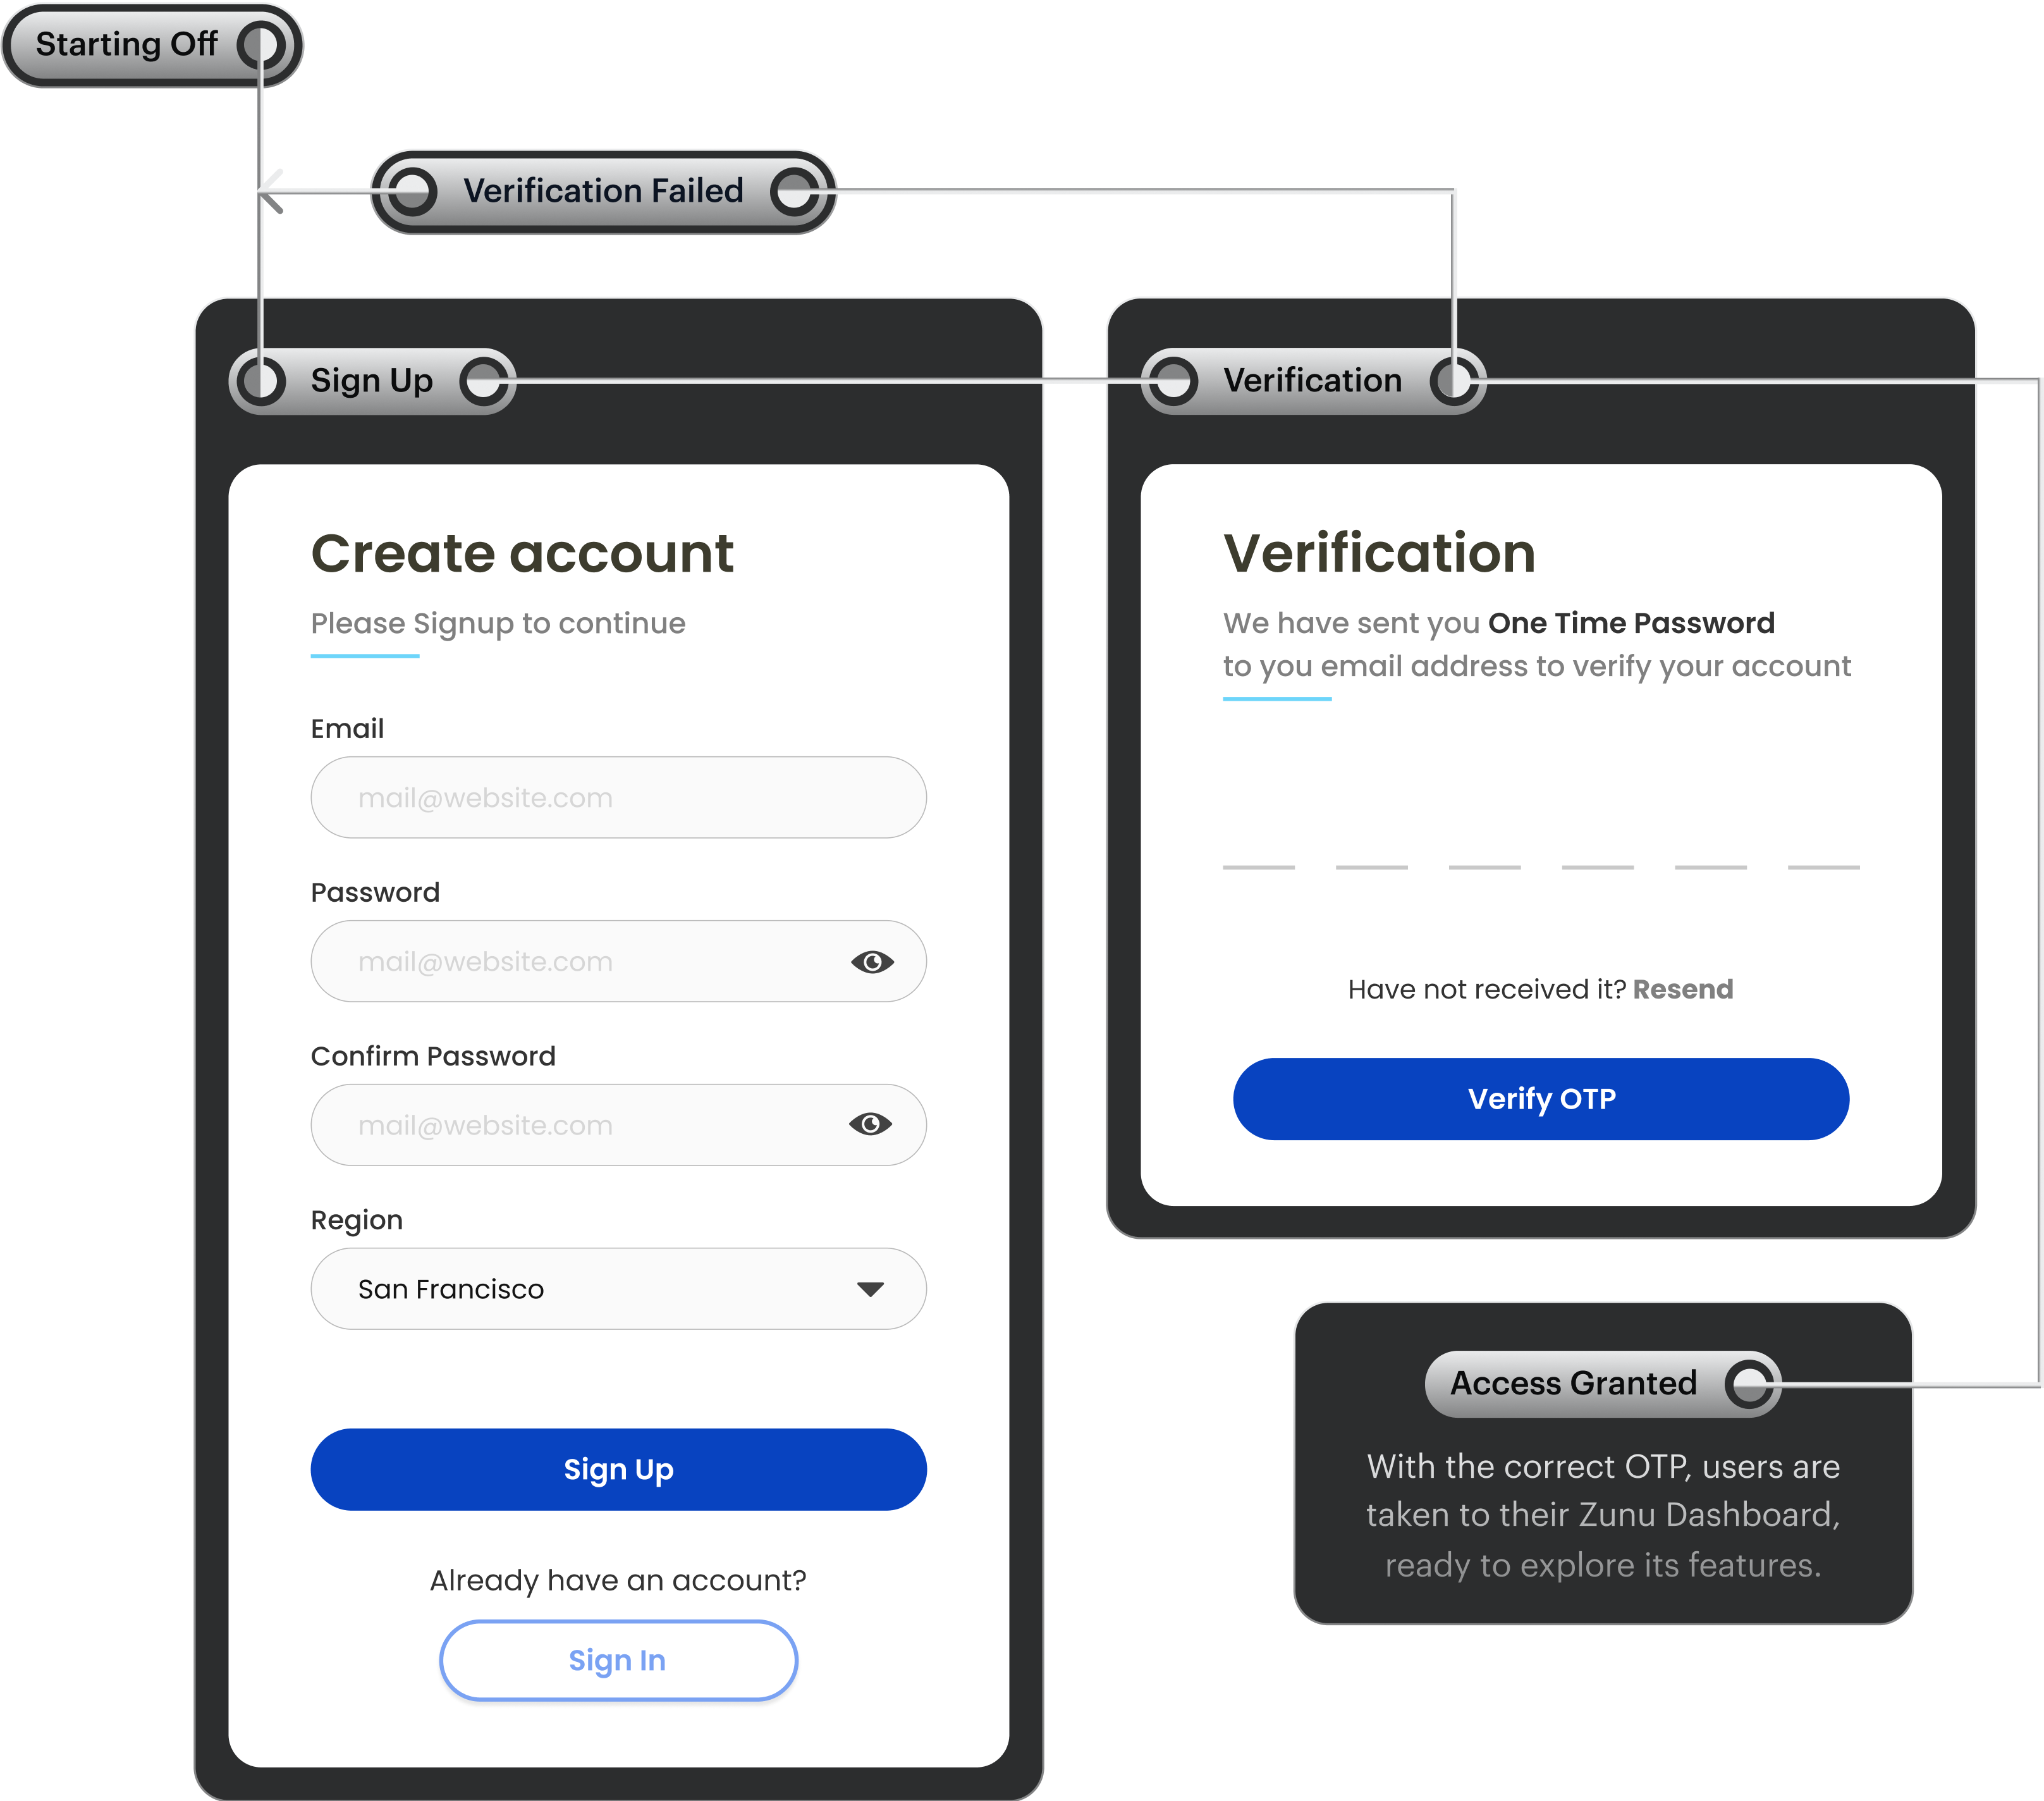 Starting Off
Verification Failed
Sign Up
Create account
Please Signup to continue
Email
mail@website.com
Password
mail@website.com
Confirm Password
mail@website.com
Region
San Francisco
Sign Up
Already have an account?
Sign In
Verification
Verification
We have sent you One Time Password
to you email address to verify your account
Have not received it? Resend
Verify OTP
Access Granted
With the correct OTP, users are
taken to their Zunu Dashboard,
ready to explore its features.